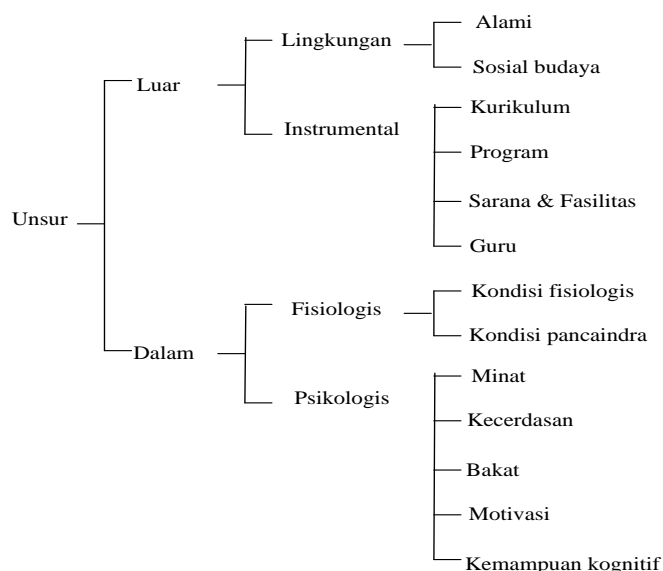 Alami
Lingkungan
Sosial budaya
Luar
Kurikulum
Instrumental
Program
Sarana & Fasilitas
Unsur
Guru
Kondisi fisiologis
Fisiologis
Kondisi pancaindra
Dalam
Minat
Psikologis
Kecerdasan
Bakat
Motivasi
Kemampuan kognitif